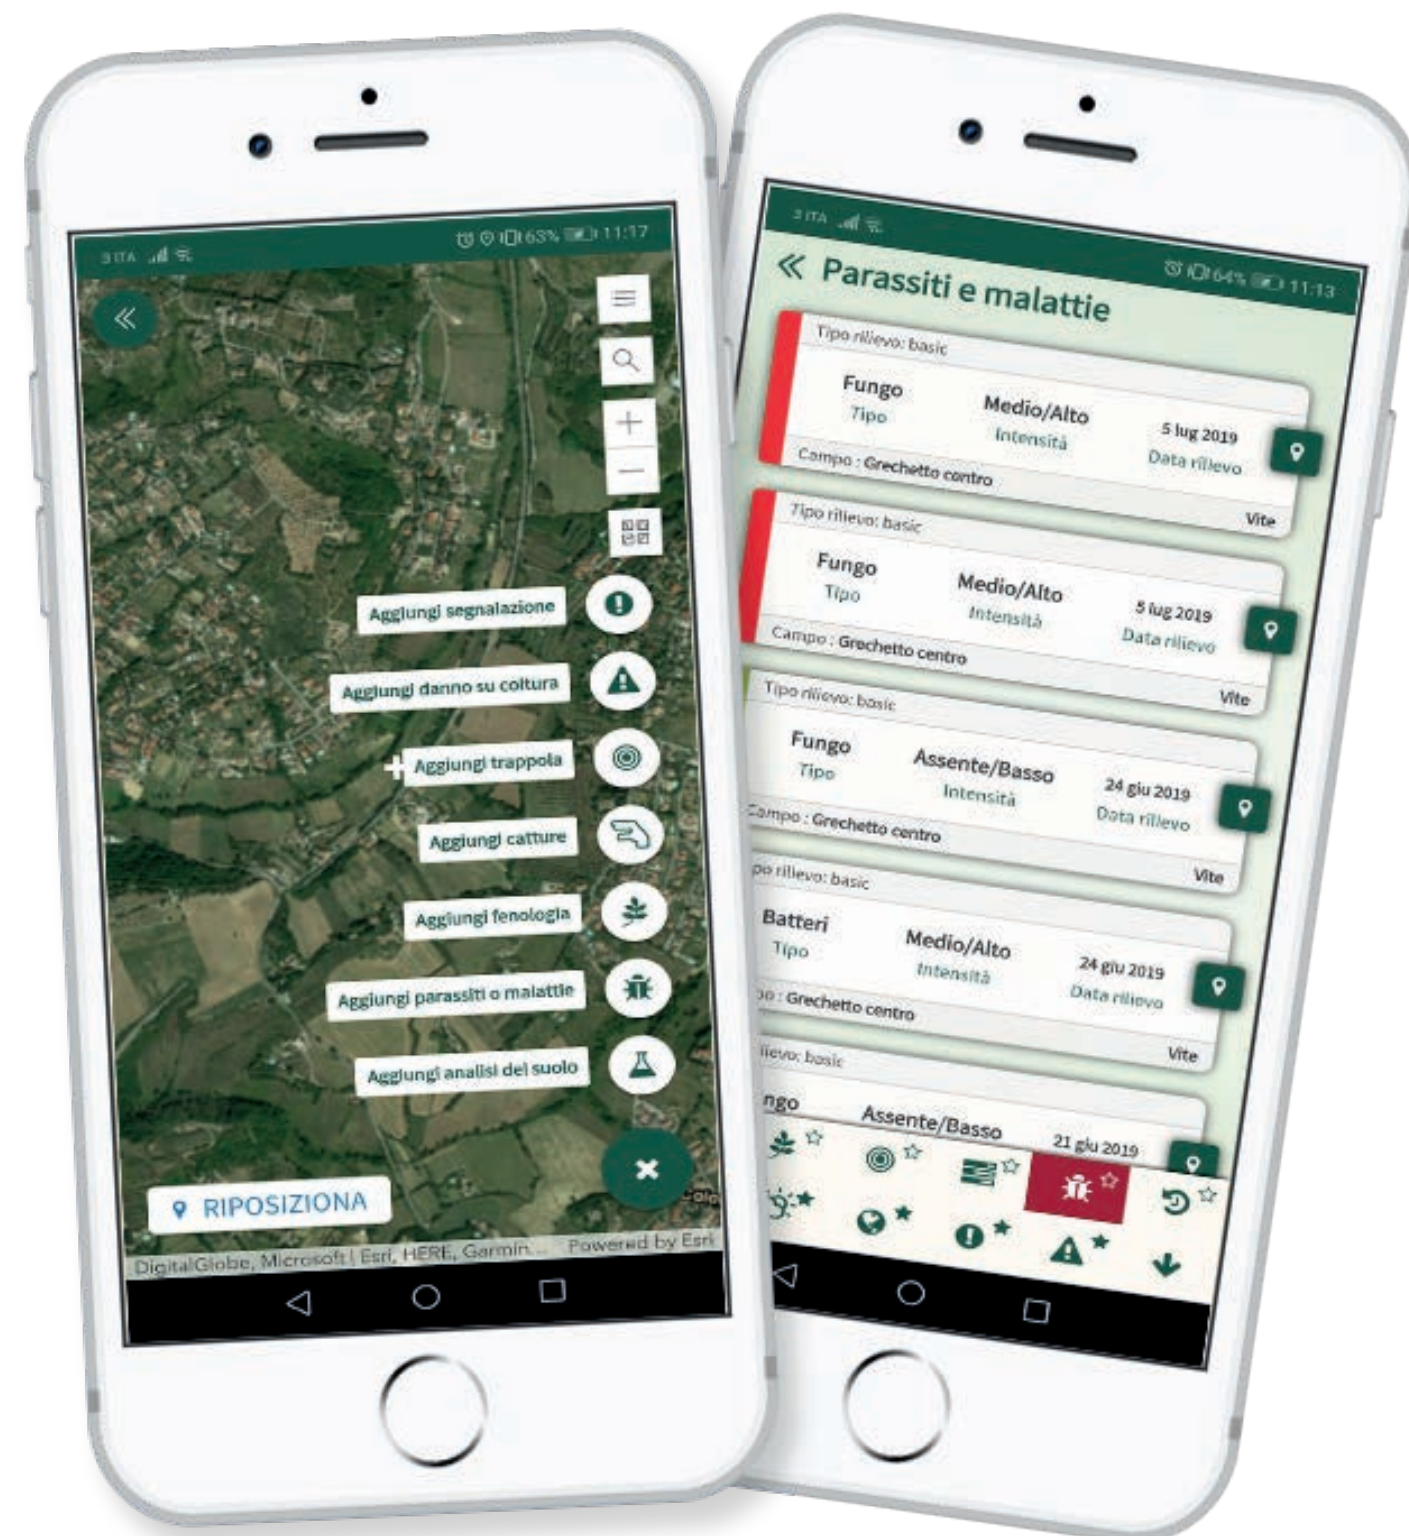 3 ITA
63%
11:17
Aggiungi segnalazione
Aggiungi danno su coltura
Aggiungi trappola
Aggiungi catture
Aggiungi fenologia
Aggiungi parassiti o malattie
Aggiungi analisi del suolo
RIPOSIZIONA
DigitalGlobe, Microsoft | Esri, HERE, Garmin... Powered by Esri
3 ITA
64%
11:13
Parassiti e malattie
Tipo rilievo: basic
Fungo Medio/Alto 5 lug 2019
Tipo Intensità Data rilievo
Campo : Grechetto centro
Vite
Tipo rilievo: basic
Fungo Medio/Alto 5 lug 2019
Tipo Intensità Data rilievo
Campo : Grechetto centro
Vite
Tipo rilievo: basic
Fungo Assente/Basso 24 giu 2019
Tipo Intensità Data rilievo
Campo : Grechetto centro
Vite
po rilievo: basic
Batteri Medio/Alto 24 giu 2019
Tipo Intensità Data rilievo
: Grechetto centro
Vite
lievo: basic
ngo Assente/Basso 21 giu 2019